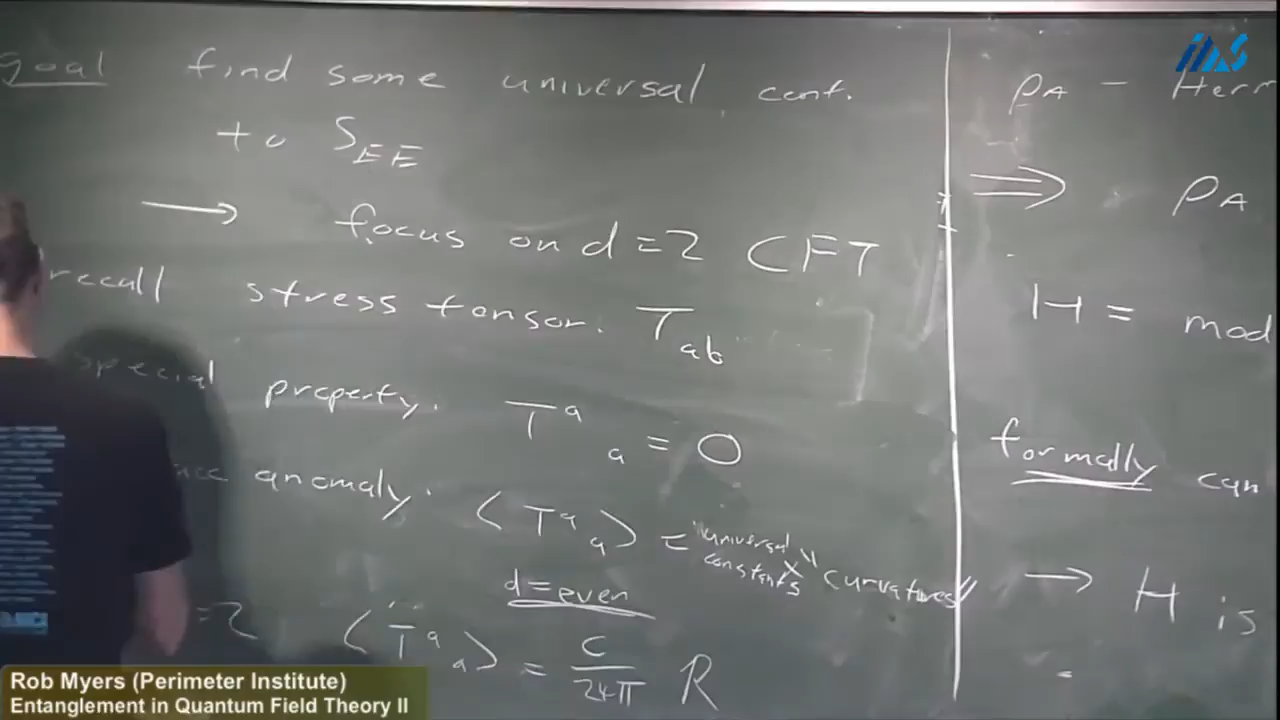 goal find some universal cont.
to S_EE
→ focus on d=2 CFT
recall stress tensor. T_ab
special property. T^a_a = 0
anomaly. ⟨T^a_a⟩ = "universal constants" × "curvatures"
d=even
=2 ⟨T^a_a⟩ = c/24π R
ρ_A - Herm
⇒ ρ_A
H = mod
formally can
→ H is
Rob Myers (Perimeter Institute)
Entanglement in Quantum Field Theory II